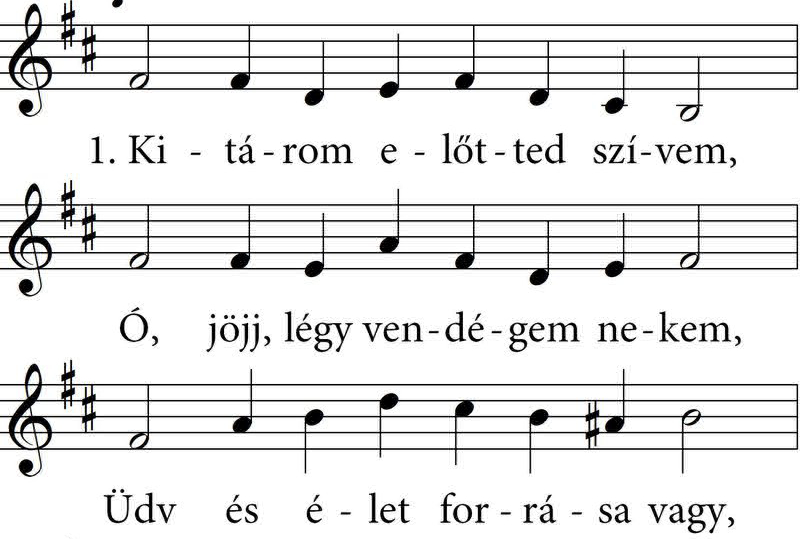 1. Ki - tá - rom e - lőt - ted szí - vem,
Ó, jöjj, légy ven - dé - gem ne - kem,
Üdv és é - let for - rá - sa vagy,